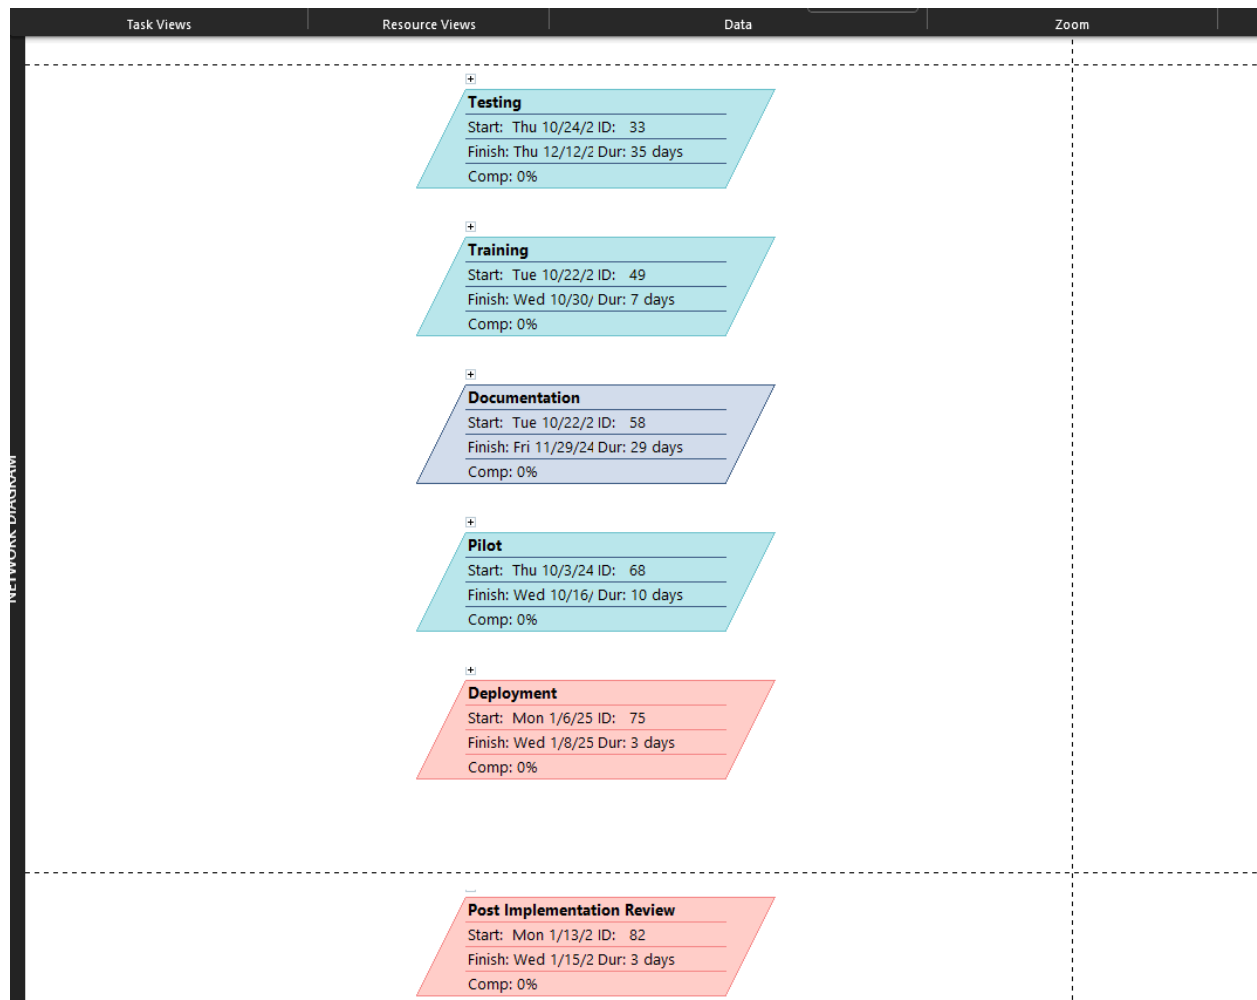 Task Views Resource Views Data Zoom
NETWORK DIAGRAM
Testing
Start: Thu 10/24/2 ID: 33
Finish: Thu 12/12/2 Dur: 35 days
Comp: 0%
Training
Start: Tue 10/22/2 ID: 49
Finish: Wed 10/30/ Dur: 7 days
Comp: 0%
Documentation
Start: Tue 10/22/2 ID: 58
Finish: Fri 11/29/24 Dur: 29 days
Comp: 0%
Pilot
Start: Thu 10/3/24 ID: 68
Finish: Wed 10/16/ Dur: 10 days
Comp: 0%
Deployment
Start: Mon 1/6/25 ID: 75
Finish: Wed 1/8/25 Dur: 3 days
Comp: 0%
Post Implementation Review
Start: Mon 1/13/2 ID: 82
Finish: Wed 1/15/2 Dur: 3 days
Comp: 0%